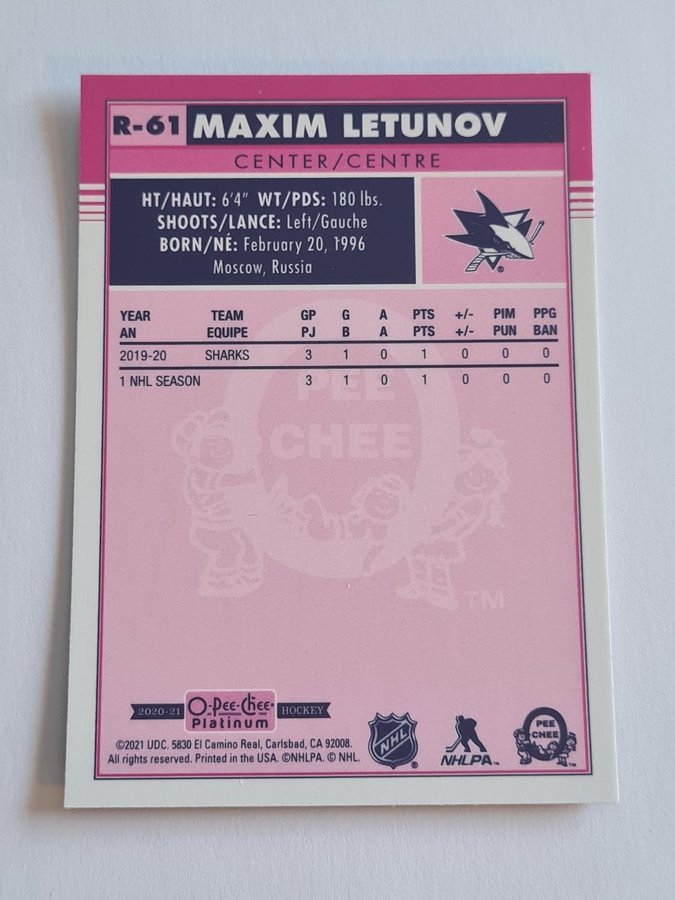 R-61 MAXIM LETUNOV
CENTER/CENTRE
HT/HAUT: 6'4" WT/PDS: 180 lbs.
SHOOTS/LANCE: Left/Gauche
BORN/NÉ: February 20, 1996
Moscow, Russia
YEAR TEAM GP G A PTS +/- PIM PPG
AN EQUIPE PJ B A PTS +/- PUN BAN
2019-20 SHARKS 3 1 0 1 0 0 0
1 NHL SEASON 3 1 0 1 0 0 0
PEE
CHEE
TM
2020-21 O-Pee-Chee Platinum HOCKEY
©2021 UDC. 5830 El Camino Real, Carlsbad, CA 92008.
All rights reserved. Printed in the USA. ©NHLPA. © NHL.
NHL ®
NHLPA™
PEE
CHEE
TM